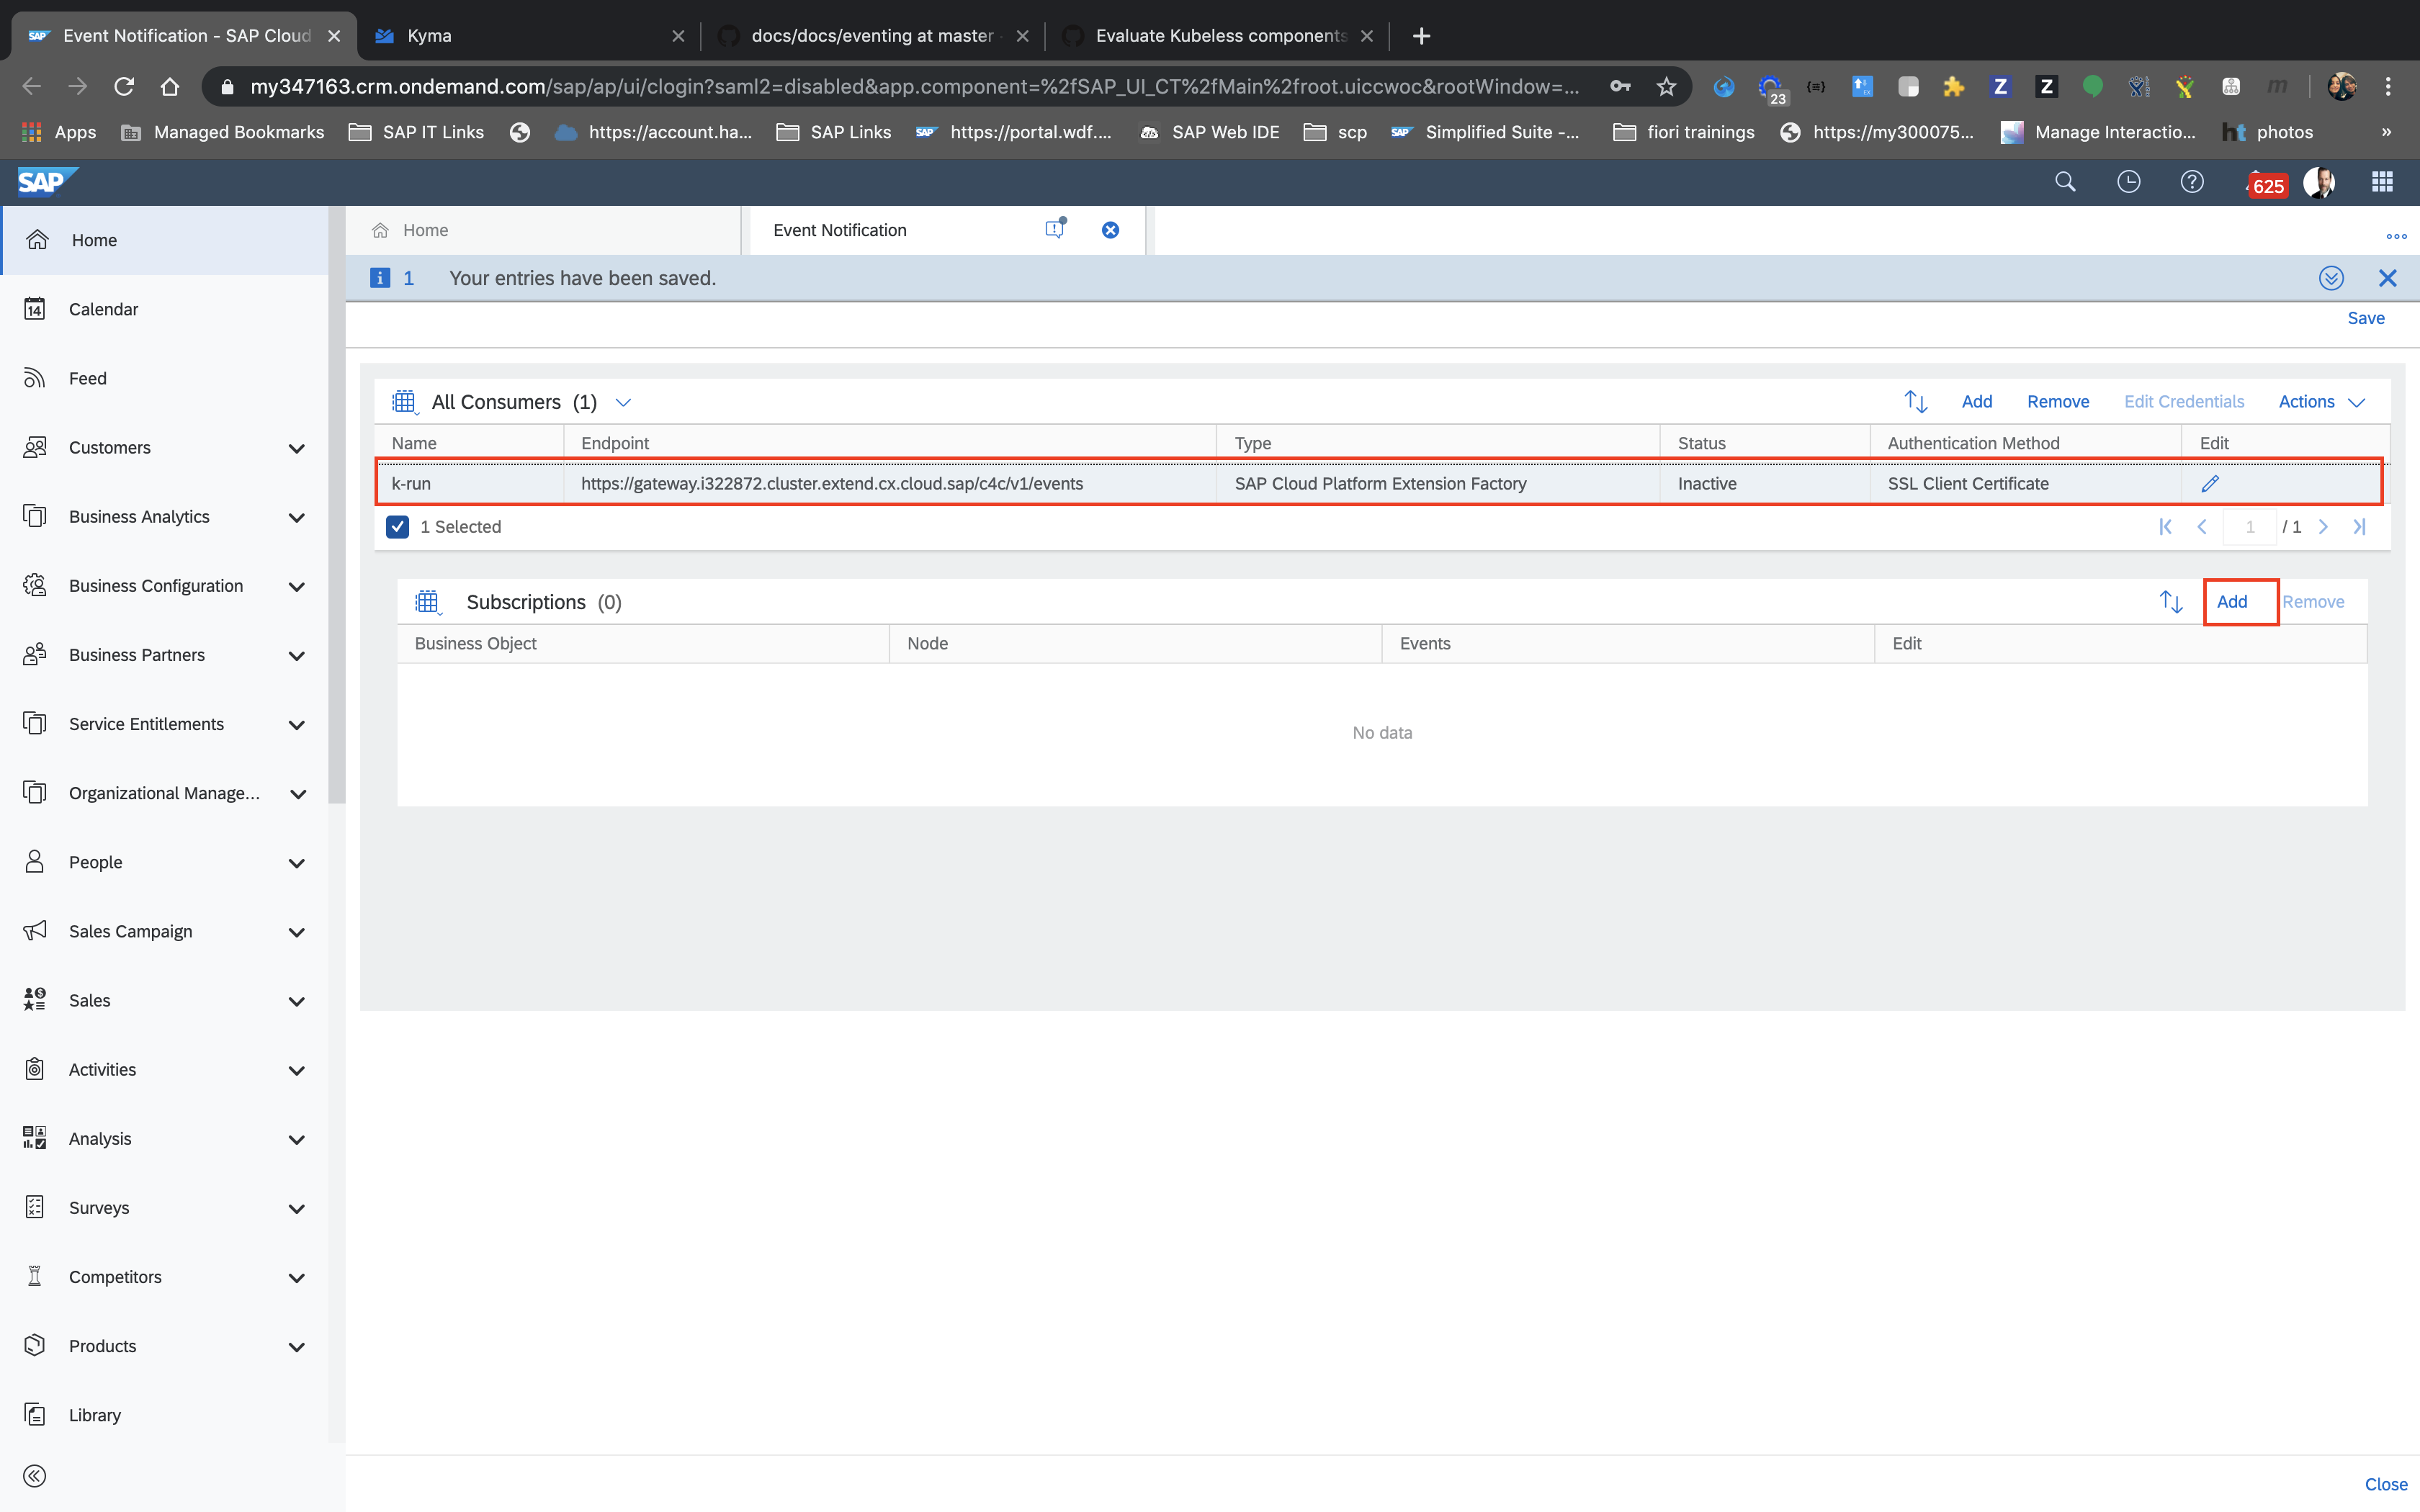 SAP Event Notification - SAP Cloud
Kyma
docs/docs/eventing at master
Evaluate Kubeless components
my347163.crm.ondemand.com/sap/ap/ui/clogin?saml2=disabled&app.component=%2fSAP_UI_CT%2fMain%2froot.uiccwoc&rootWindow=...
23
Z
Z
m
Apps
Managed Bookmarks
SAP IT Links
https://account.ha...
SAP Links
SAP https://portal.wdf....
SAP Web IDE
scp
SAP Simplified Suite -...
fiori trainings
https://my300075...
Manage Interactio...
ht photos
»
SAP
625
Home
14 Calendar
Feed
Customers
Business Analytics
Business Configuration
Business Partners
Service Entitlements
Organizational Manage...
People
Sales Campaign
Sales
Activities
Analysis
Surveys
Competitors
Products
Library
Home
Event Notification
1 Your entries have been saved.
Save
All Consumers (1)
Add Remove Edit Credentials Actions
Name Endpoint Type Status Authentication Method Edit
k-run https://gateway.i322872.cluster.extend.cx.cloud.sap/c4c/v1/events SAP Cloud Platform Extension Factory Inactive SSL Client Certificate
1 Selected
1 / 1
Subscriptions (0)
Add Remove
Business Object Node Events Edit
No data
Close